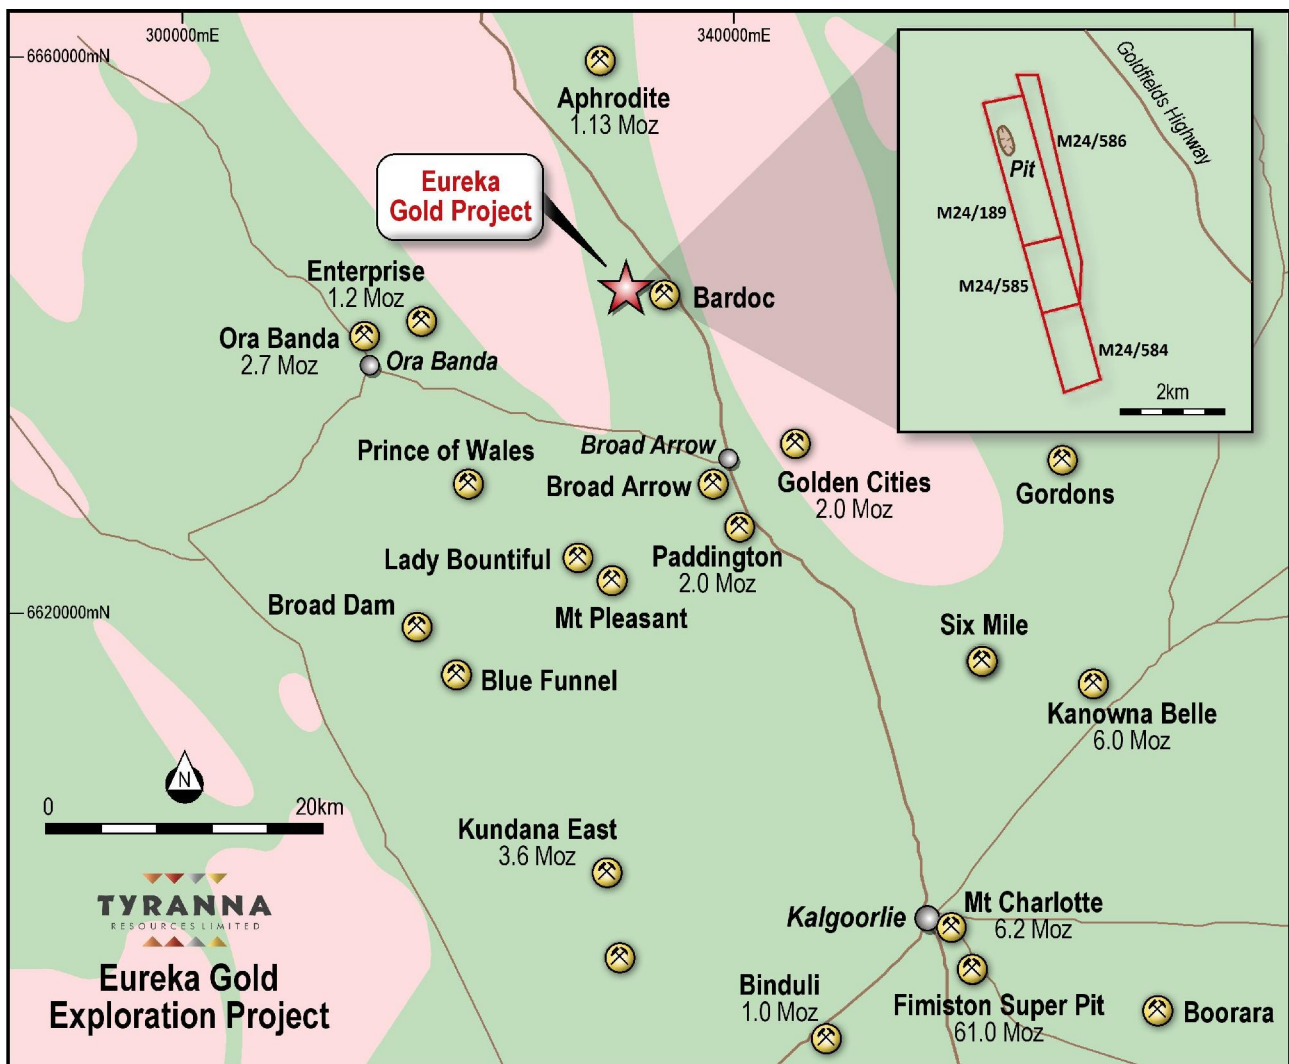 300000mE
340000mE
6660000mN
Aphrodite
1.13 Moz
Eureka
Gold Project
Goldfields Highway
M24/586
Pit
M24/189
M24/585
M24/584
2km
Enterprise
1.2 Moz
Bardoc
Ora Banda
2.7 Moz
Ora Banda
Prince of Wales
Broad Arrow
Broad Arrow
Golden Cities
2.0 Moz
Gordons
Lady Bountiful
Paddington
2.0 Moz
Mt Pleasant
6620000mN
Broad Dam
Six Mile
Blue Funnel
Kanowna Belle
6.0 Moz
N
0 20km
Kundana East
3.6 Moz
TYRANNA
RESOURCES LIMITED
Eureka Gold
Exploration Project
Kalgoorlie
Mt Charlotte
6.2 Moz
Binduli
1.0 Moz
Fimiston Super Pit
61.0 Moz
Boorara